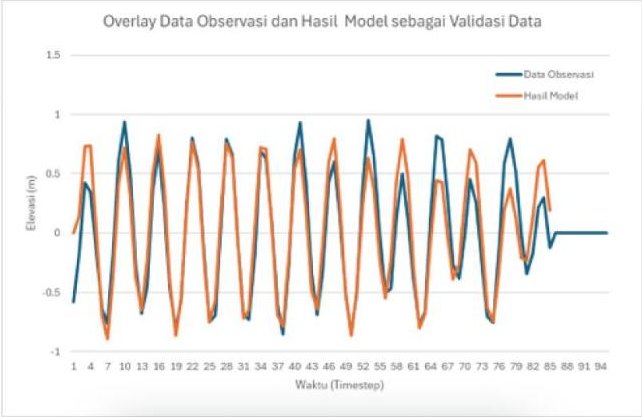 Overlay Data Observasi dan Hasil Model sebagai Validasi Data
1.5
1
0.5
0
-0.5
-1
Elevasi (m)
Data Observasi
Hasil Model
1 4 7 10 13 16 19 22 25 28 31 34 37 40 43 46 49 52 55 58 61 64 67 70 73 76 79 82 85 88 91 94
Waktu (Timestep)